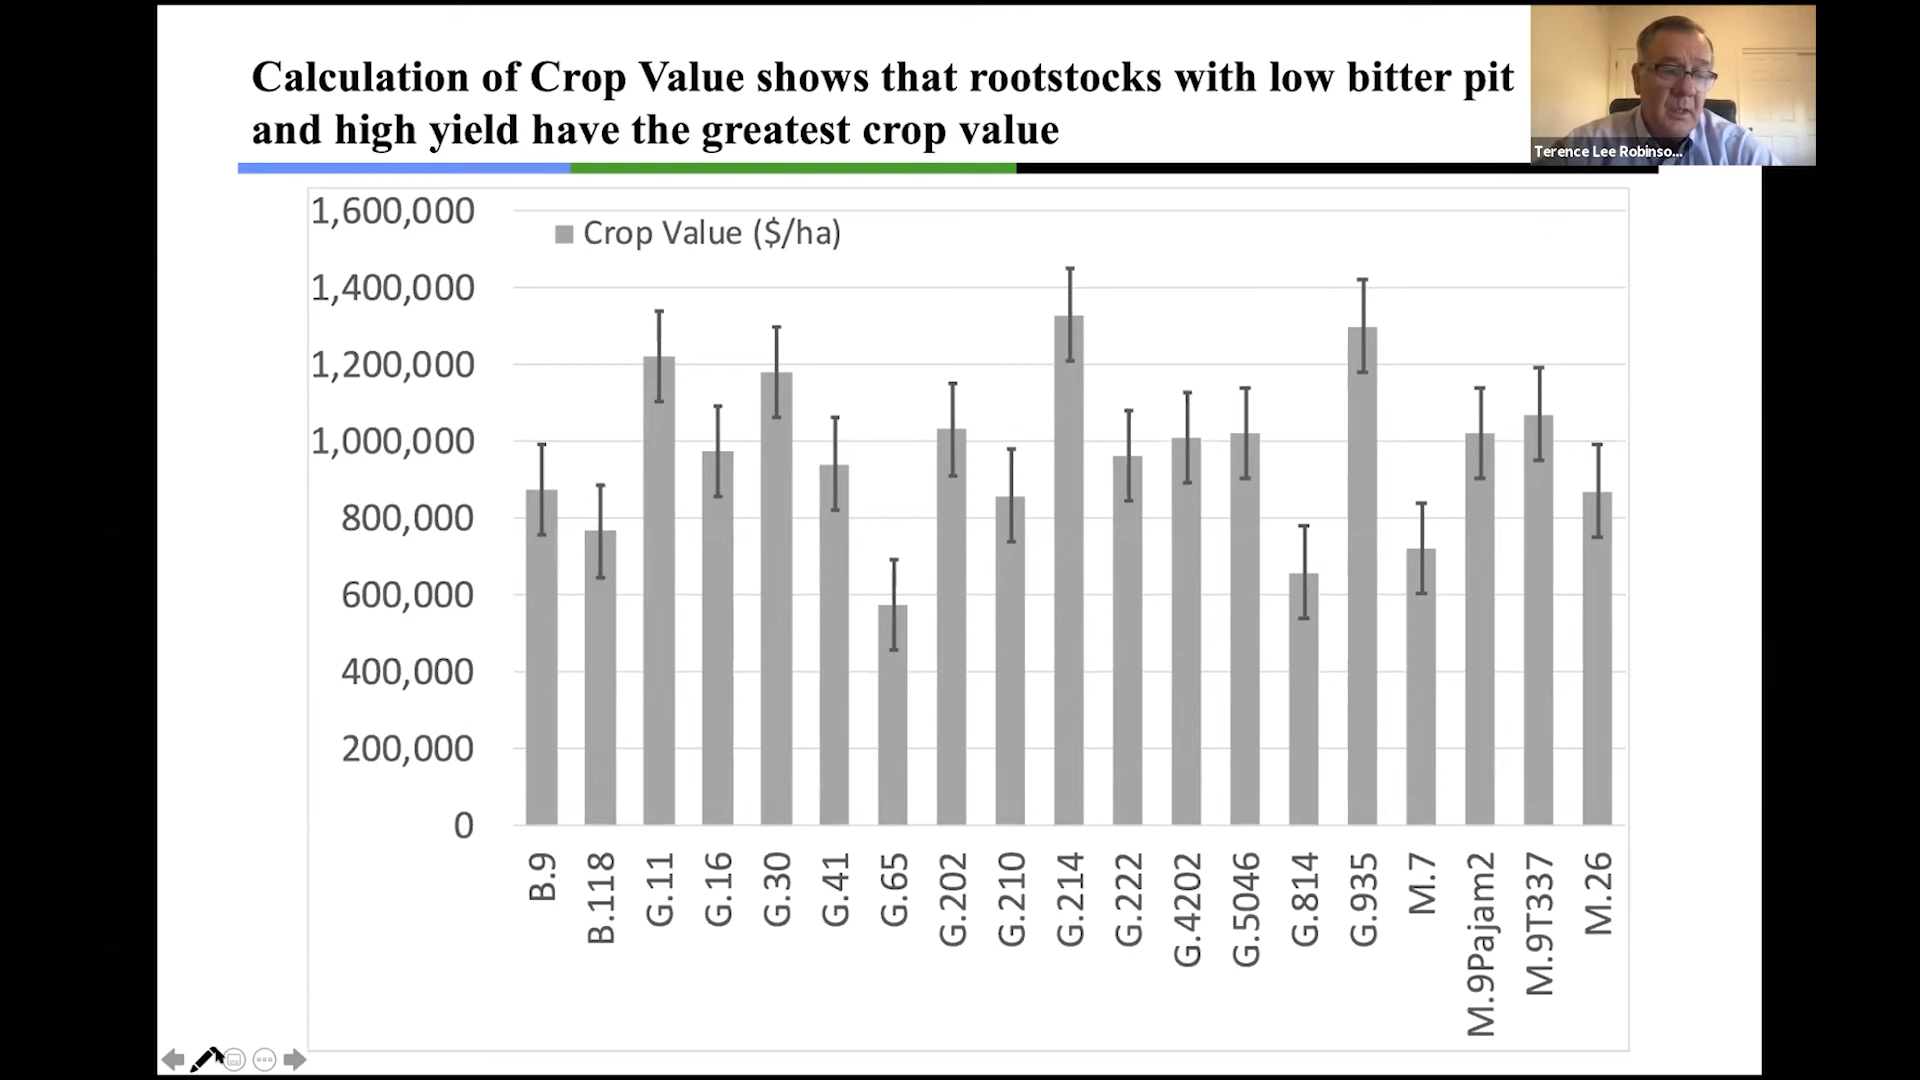 Calculation of Crop Value shows that rootstocks with low bitter pit
and high yield have the greatest crop value
Terence Lee Robinso...
Crop Value ($/ha)
1,600,000
1,400,000
1,200,000
1,000,000
800,000
600,000
400,000
200,000
0
B.9
B.118
G.11
G.16
G.30
G.41
G.65
G.202
G.210
G.214
G.222
G.4202
G.5046
G.814
G.935
M.7
M.9Pajam2
M.9T337
M.26